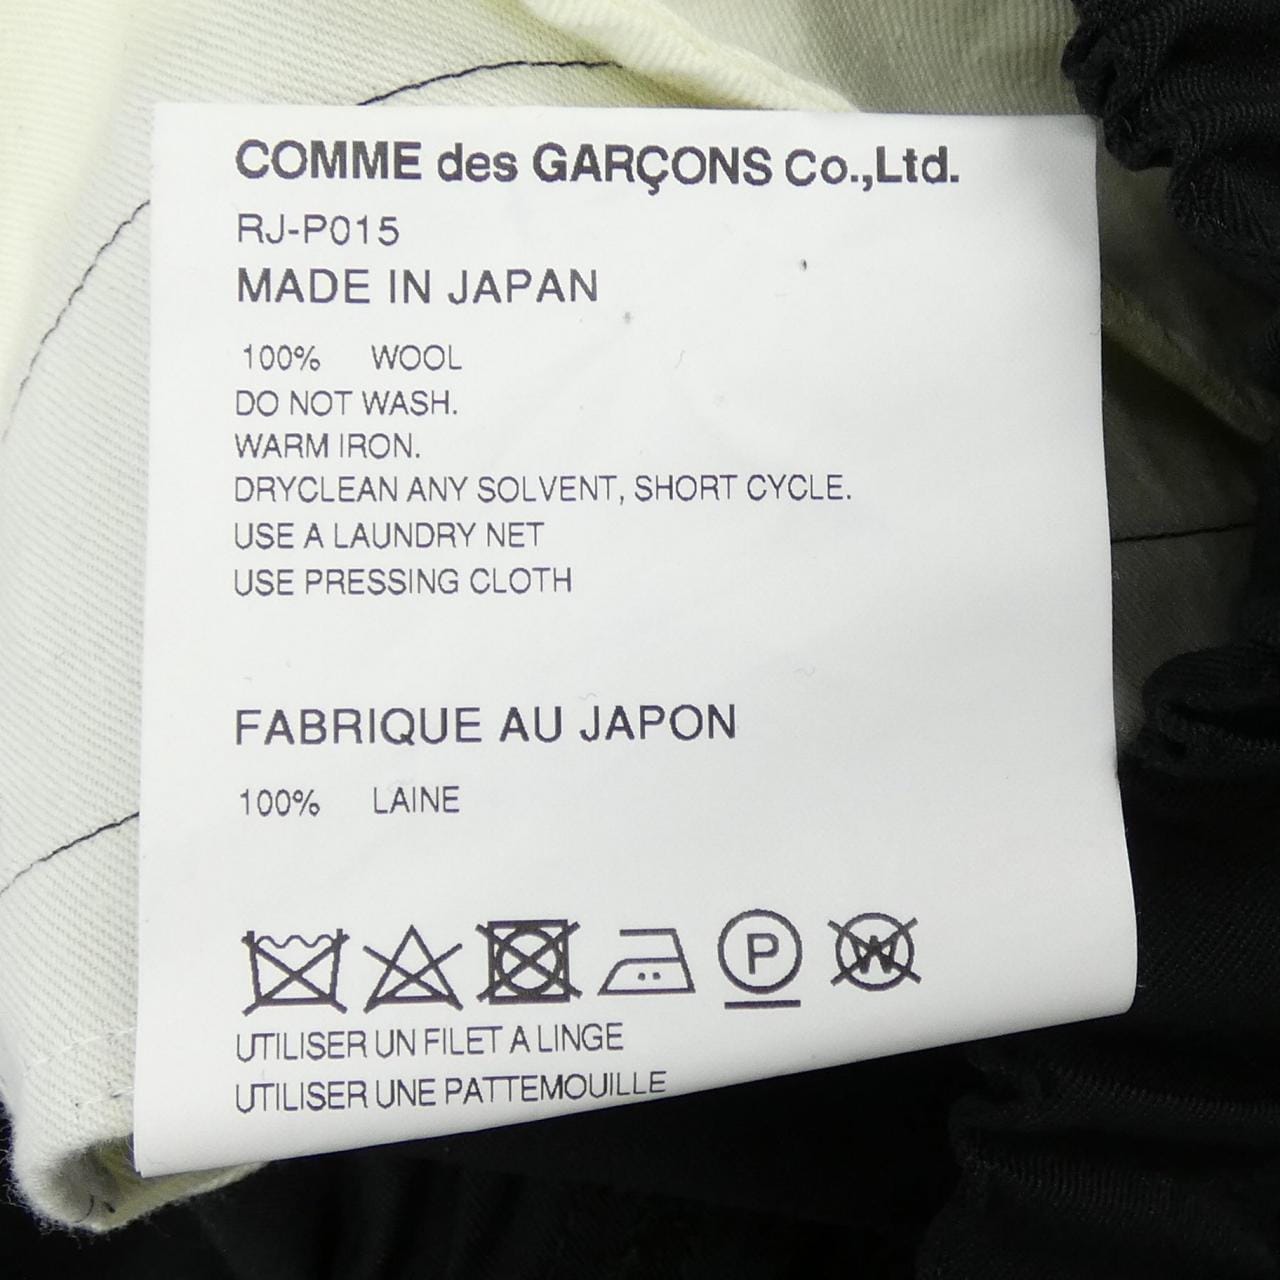 COMME des GARÇONS Co.,Ltd.
RJ-P015
MADE IN JAPAN
100% WOOL
DO NOT WASH.
WARM IRON.
DRYCLEAN ANY SOLVENT, SHORT CYCLE.
USE A LAUNDRY NET
USE PRESSING CLOTH
FABRIQUE AU JAPON
100% LAINE
P W
UTILISER UN FILET A LINGE
UTILISER UNE PATTEMOUILLE